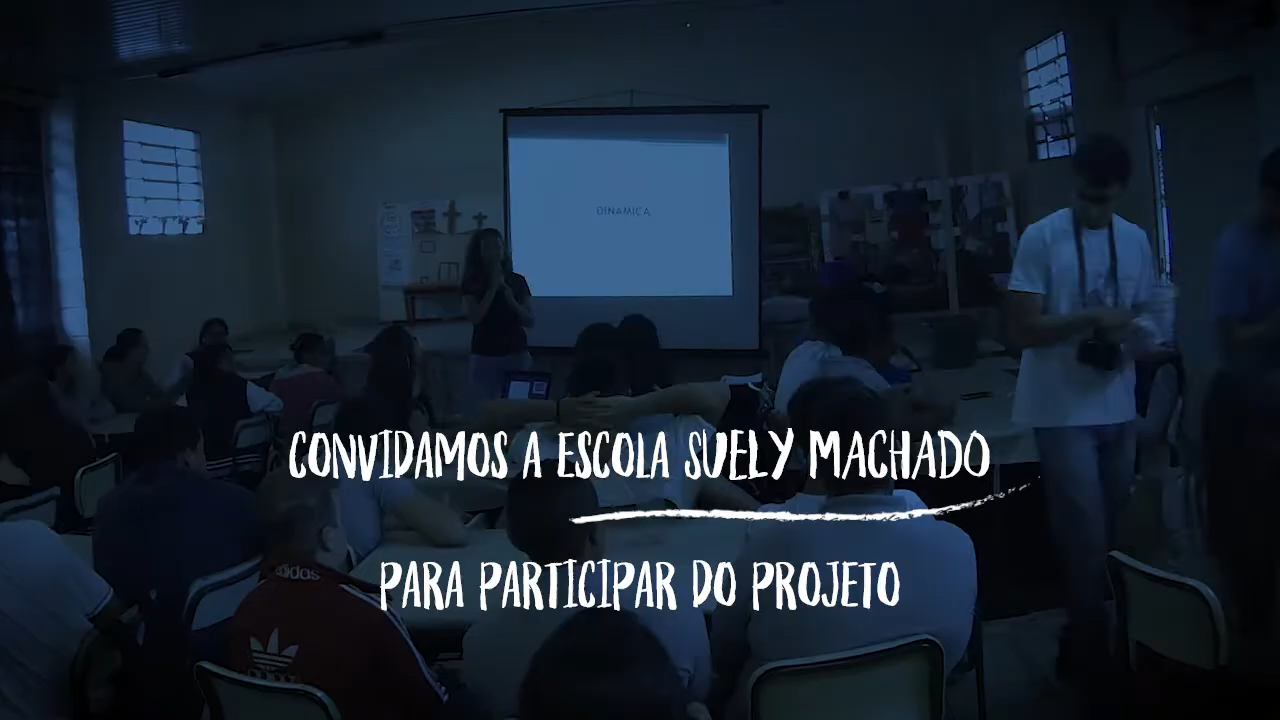 DINAMICA
CONVIDAMOS A ESCOLA SUELY MACHADO
PARA PARTICIPAR DO PROJETO
adidas